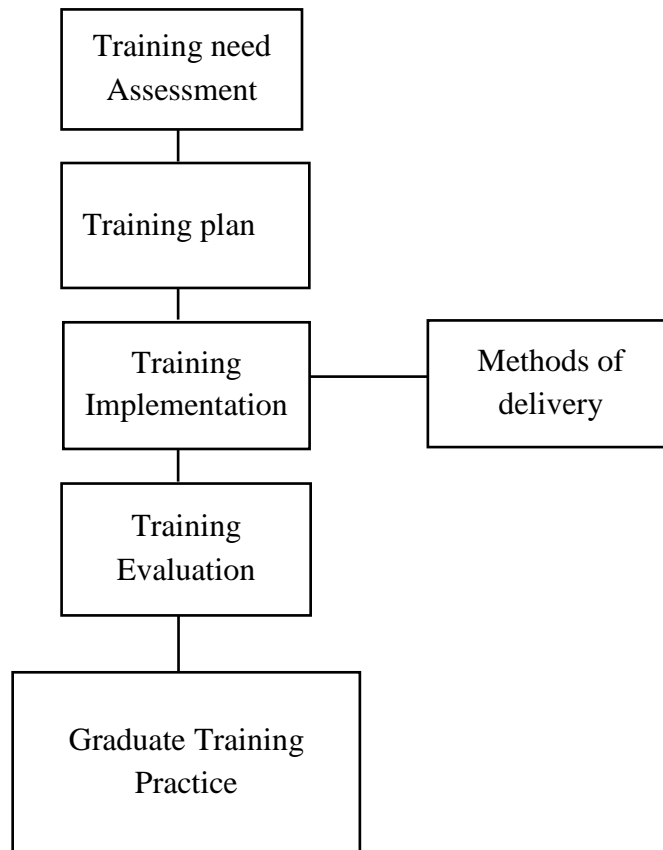 Training need
Assessment
Training plan
Training
Implementation
Methods of
delivery
Training
Evaluation
Graduate Training
Practice